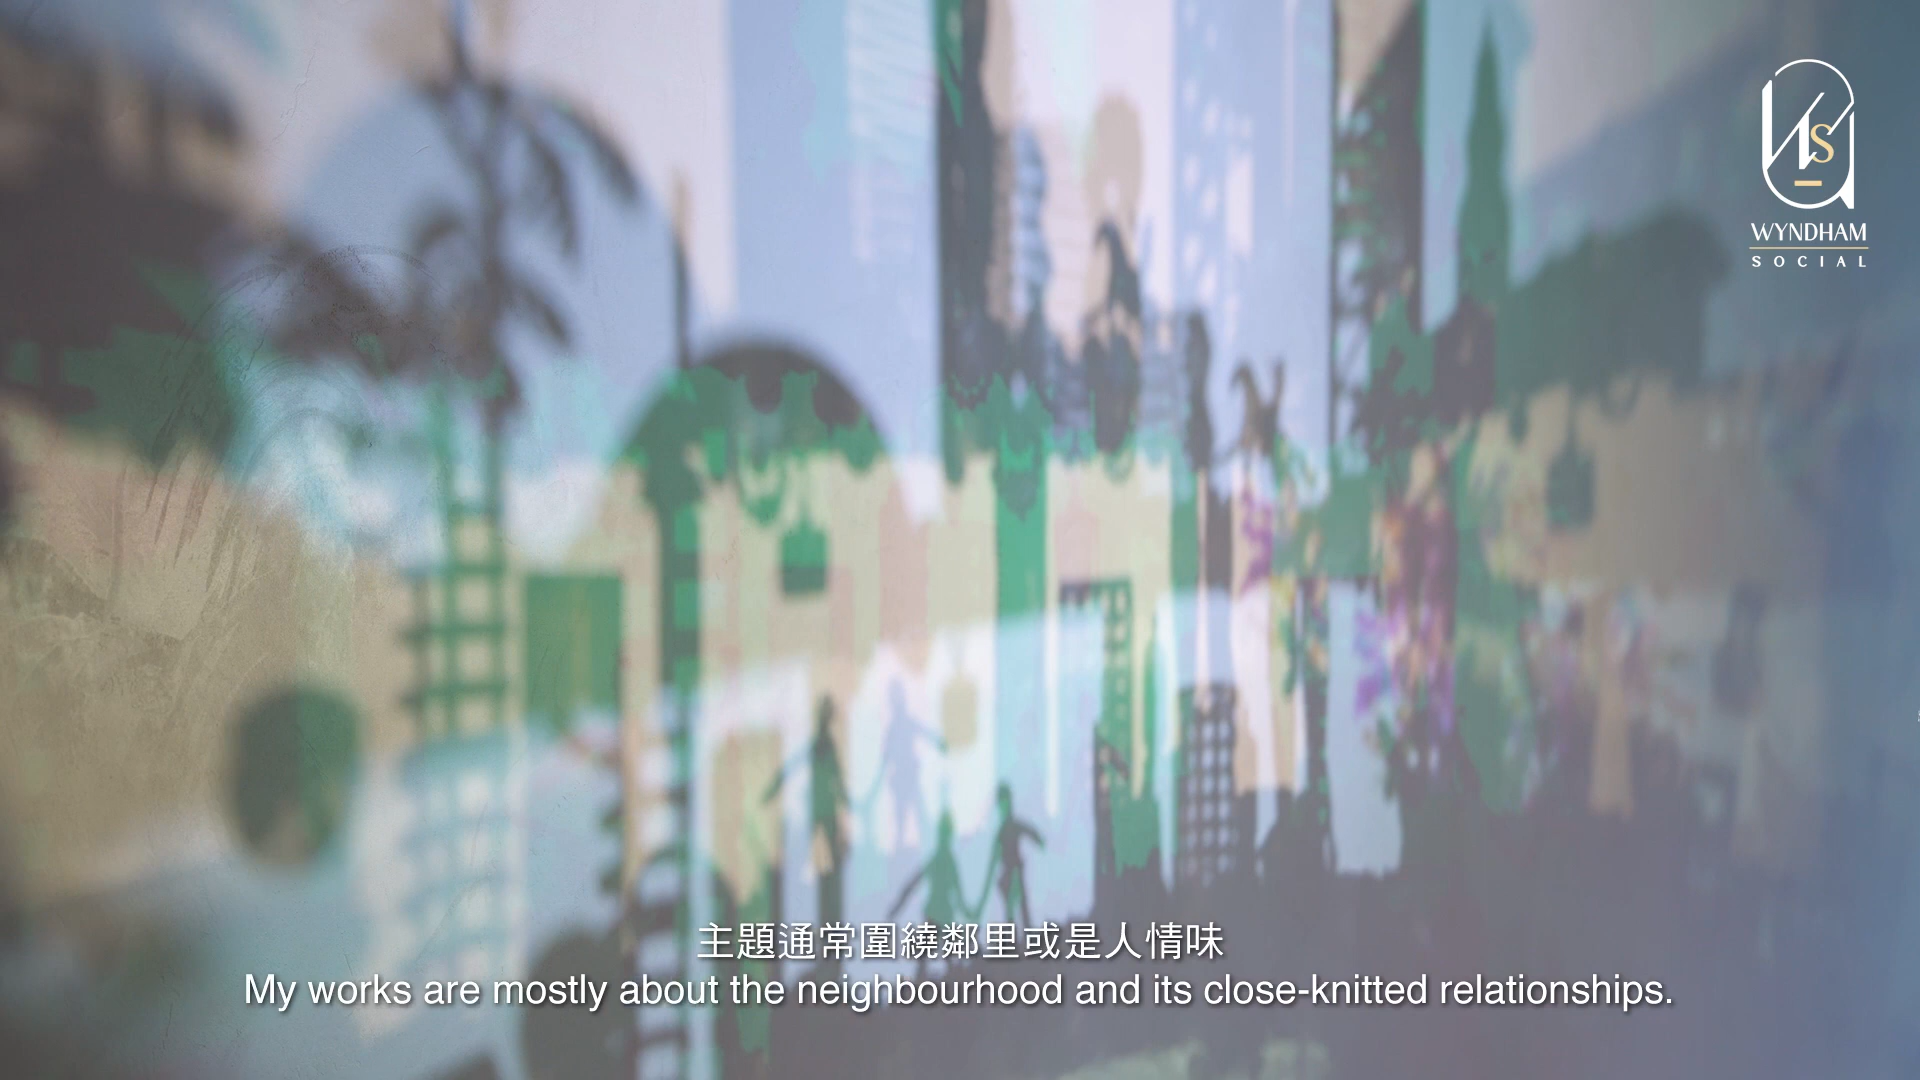 WYNDHAM
SOCIAL
主題通常圍繞鄰里或是人情味
My works are mostly about the neighbourhood and its close-knitted relationships.